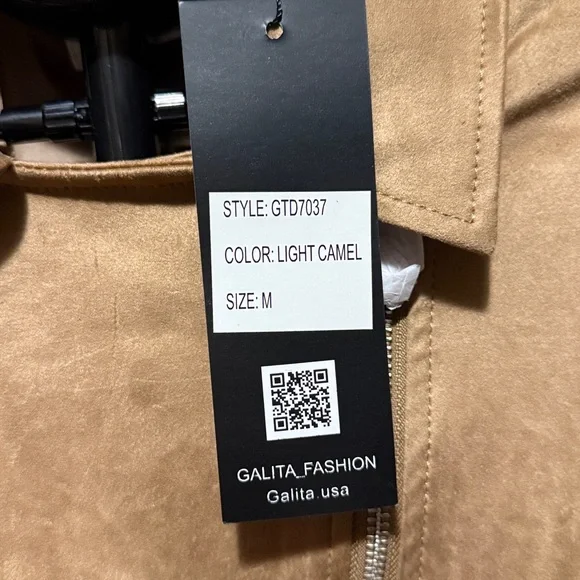 STYLE: GTD7037
COLOR: LIGHT CAMEL
SIZE: M
GALITA_FASHION
Galita.usa